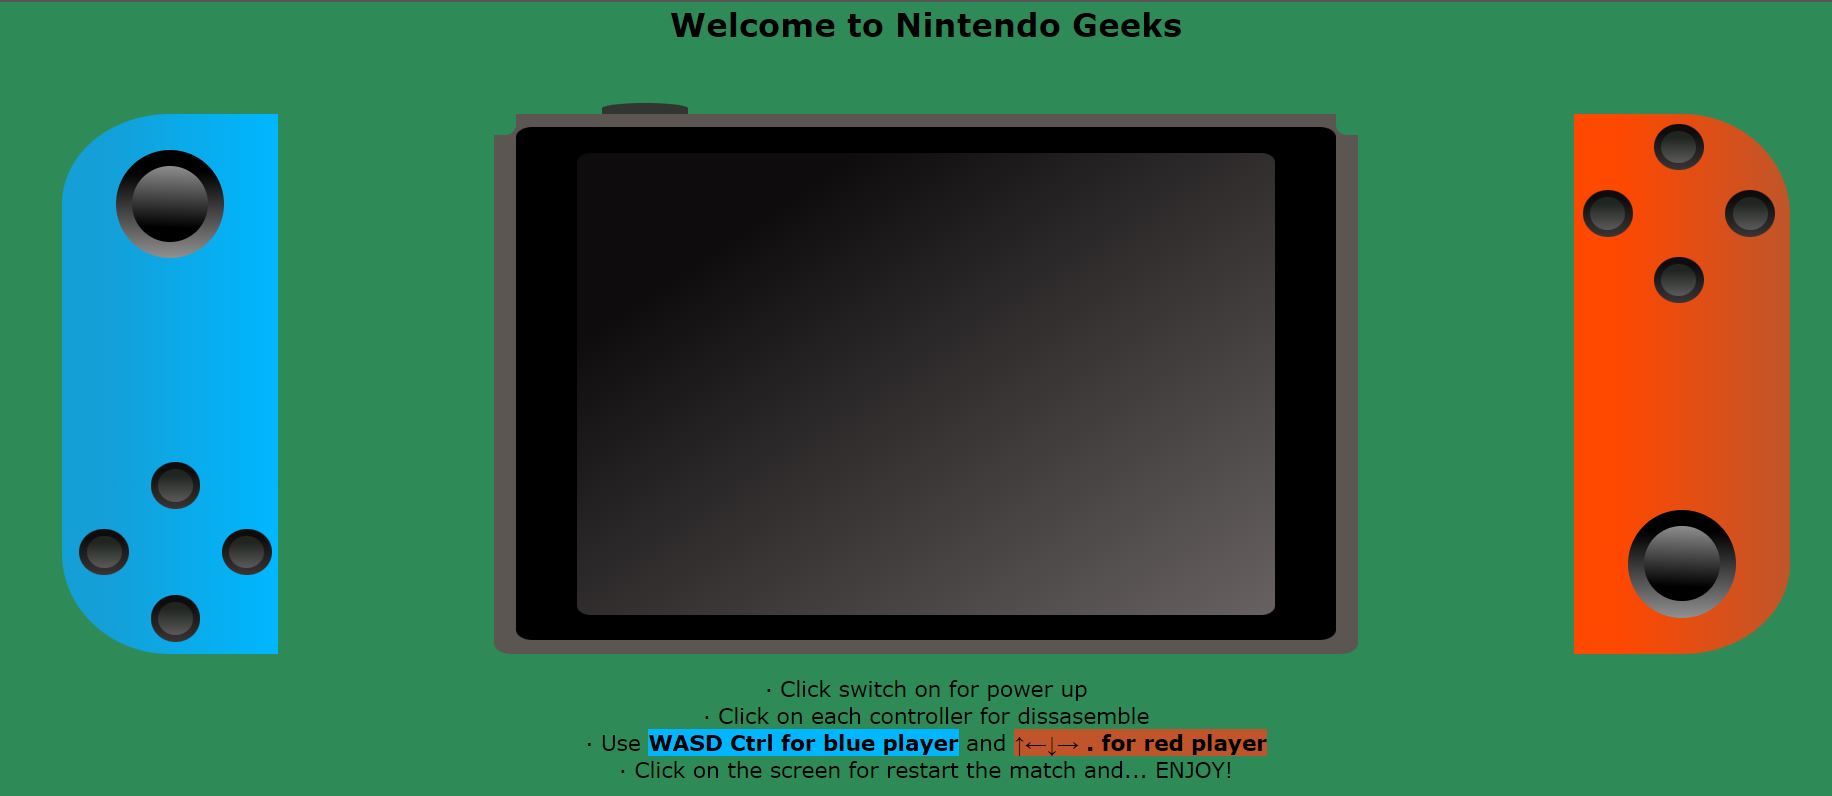 Welcome to Nintendo Geeks
· Click switch on for power up
· Click on each controller for dissasemble
· Use WASD Ctrl for blue player and ↑←↓→ . for red player
· Click on the screen for restart the match and... ENJOY!